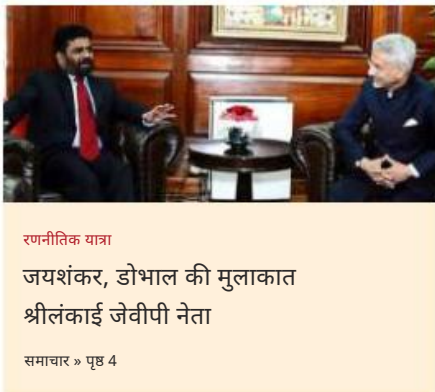 रणनीतिक यात्रा
जयशंकर, डोभाल की मुलाकात
श्रीलंकाई जेवीपी नेता
समाचार » पृष्ठ 4